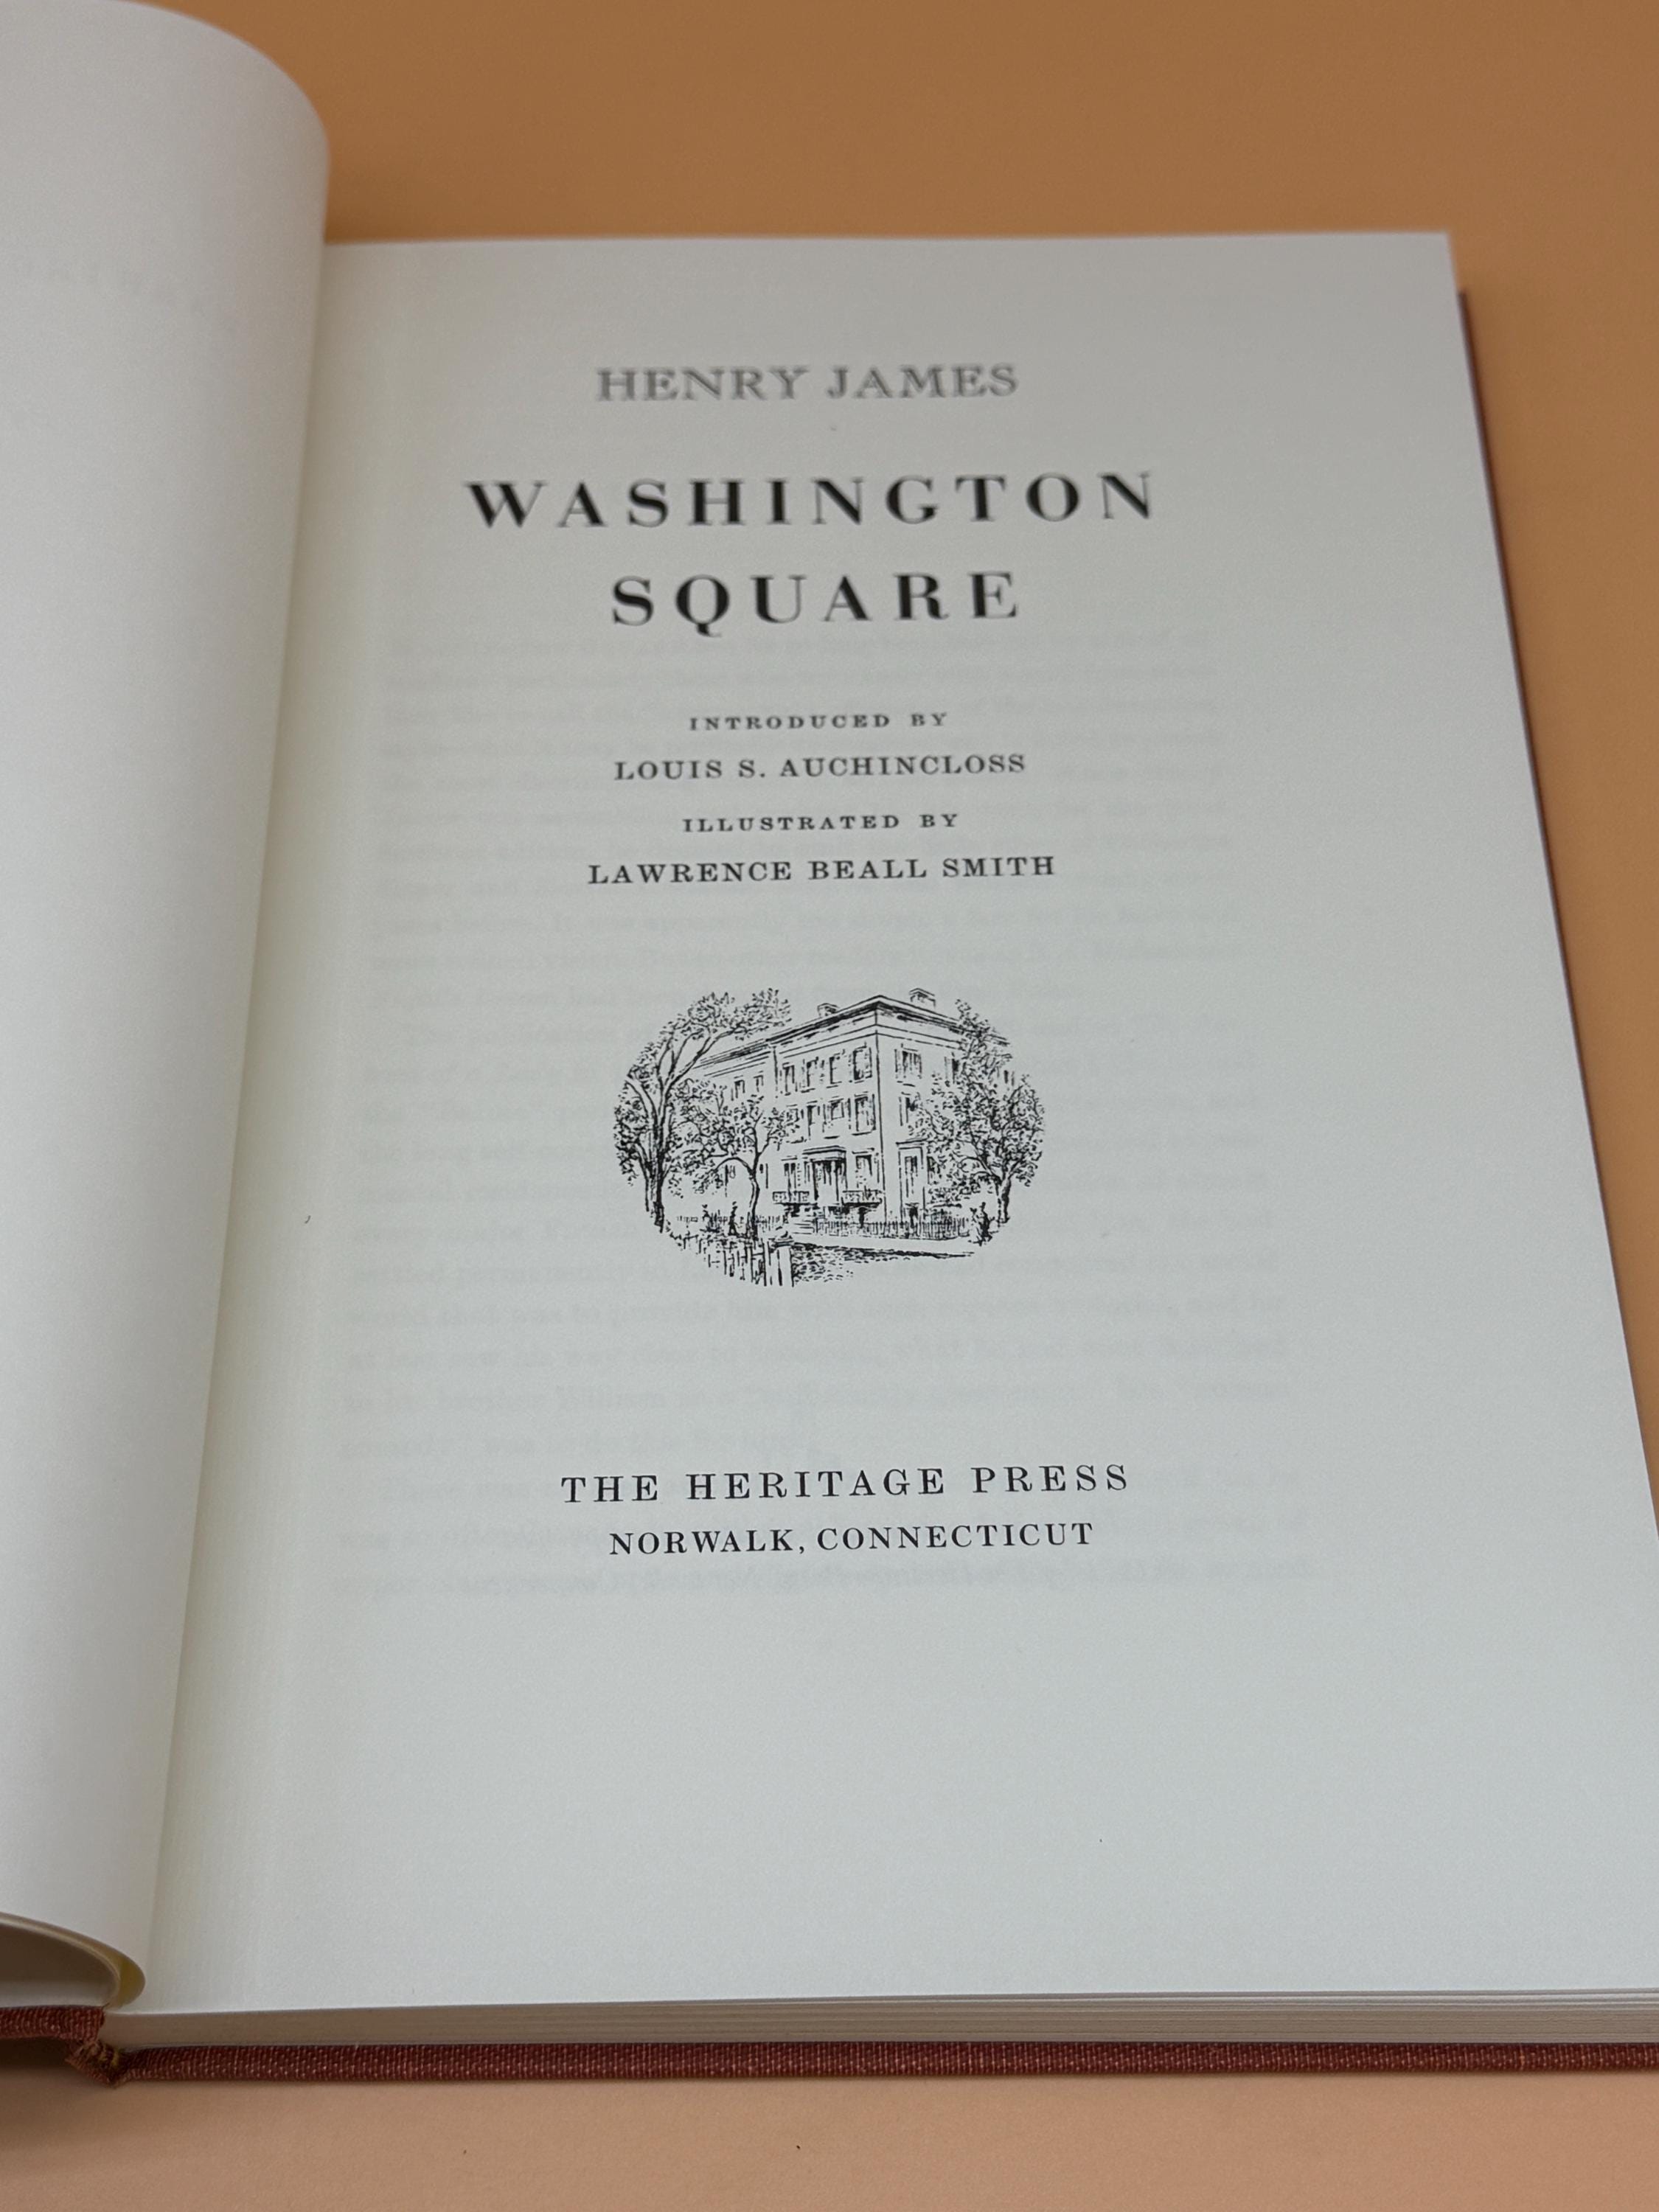 HENRY JAMES
WASHINGTON
SQUARE
INTRODUCED BY
LOUIS S. AUCHINCLOSS
ILLUSTRATED BY
LAWRENCE BEALL SMITH
THE HERITAGE PRESS
NORWALK, CONNECTICUT